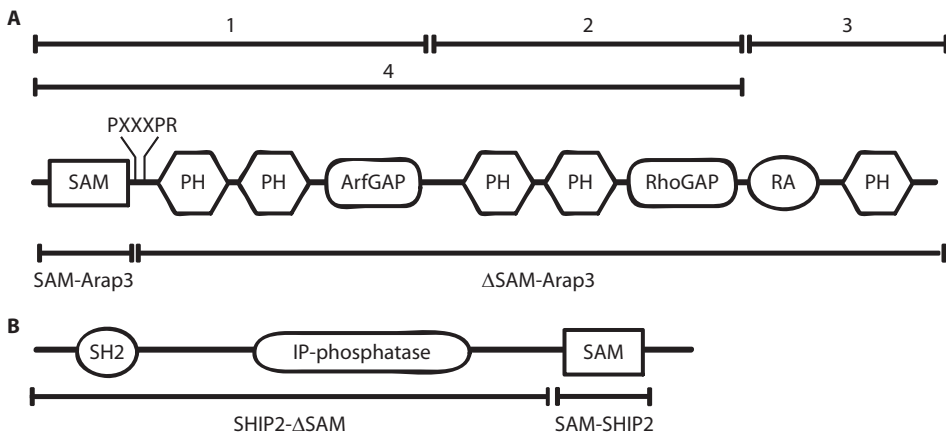 A
1 2 3
4
PXXXPR
SAM PH PH ArfGAP PH PH RhoGAP RA PH
SAM-Arap3 ΔSAM-Arap3
B
SH2 IP-phosphatase SAM
SHIP2-ΔSAM SAM-SHIP2